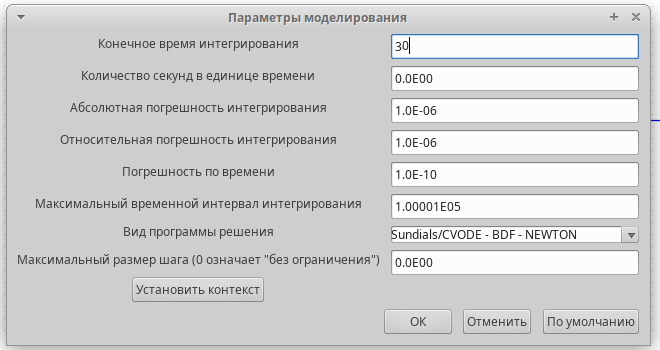 Параметры моделирования
Конечное время интегрирования 30
Количество секунд в единице времени 0.0E00
Абсолютная погрешность интегрирования 1.0E-06
Относительная погрешность интегрирования 1.0E-06
Погрешность по времени 1.0E-10
Максимальный временной интервал интегрирования 1.00001E05
Вид программы решения Sundials/CVODE - BDF - NEWTON
Максимальный размер шага (0 означает "без ограничения") 0.0E00
Установить контекст
ОК Отменить По умолчанию